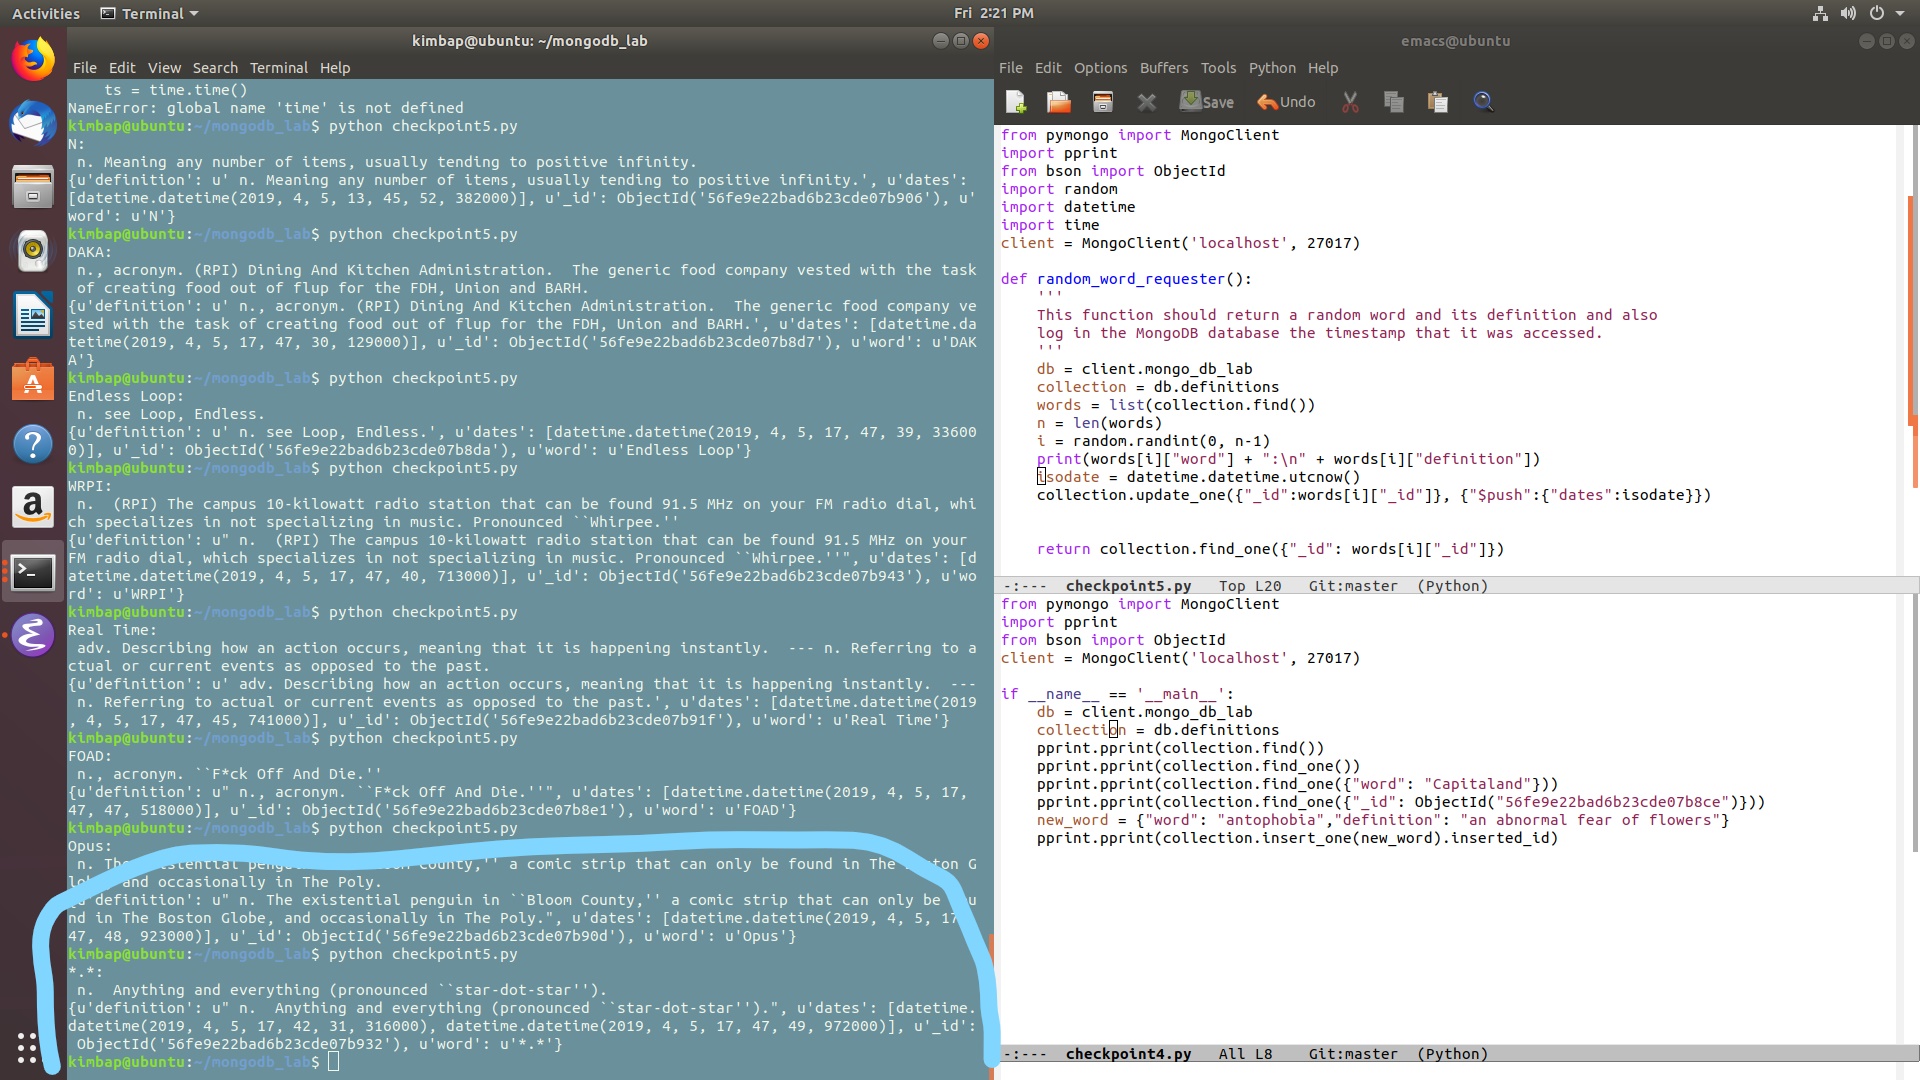 Activities
Terminal
Fri 2:21 PM
kimbap@ubuntu: ~/mongodb_lab
File Edit View Search Terminal Help
    ts = time.time()
NameError: global name 'time' is not defined
kimbap@ubuntu:~/mongodb_lab$ python checkpoint5.py
N:
 n. Meaning any number of items, usually tending to positive infinity.
{u'definition': u' n. Meaning any number of items, usually tending to positive infinity.', u'dates':
[datetime.datetime(2019, 4, 5, 13, 45, 52, 382000)], u'_id': ObjectId('56fe9e22bad6b23cde07b906'), u'
word': u'N'}
kimbap@ubuntu:~/mongodb_lab$ python checkpoint5.py
DAKA:
 n., acronym. (RPI) Dining And Kitchen Administration.  The generic food company vested with the task
 of creating food out of flup for the FDH, Union and BARH.
{u'definition': u' n., acronym. (RPI) Dining And Kitchen Administration.  The generic food company ve
sted with the task of creating food out of flup for the FDH, Union and BARH.', u'dates': [datetime.da
tetime(2019, 4, 5, 17, 47, 30, 129000)], u'_id': ObjectId('56fe9e22bad6b23cde07b8d7'), u'word': u'DAK
A'}
kimbap@ubuntu:~/mongodb_lab$ python checkpoint5.py
Endless Loop:
 n. see Loop, Endless.
{u'definition': u' n. see Loop, Endless.', u'dates': [datetime.datetime(2019, 4, 5, 17, 47, 39, 33600
0)], u'_id': ObjectId('56fe9e22bad6b23cde07b8da'), u'word': u'Endless Loop'}
kimbap@ubuntu:~/mongodb_lab$ python checkpoint5.py
WRPI:
 n.  (RPI) The campus 10-kilowatt radio station that can be found 91.5 MHz on your FM radio dial, whi
ch specializes in not specializing in music. Pronounced ``Whirpee.''
{u'definition': u" n.  (RPI) The campus 10-kilowatt radio station that can be found 91.5 MHz on your
FM radio dial, which specializes in not specializing in music. Pronounced ``Whirpee.''", u'dates': [d
atetime.datetime(2019, 4, 5, 17, 47, 40, 713000)], u'_id': ObjectId('56fe9e22bad6b23cde07b943'), u'wo
rd': u'WRPI'}
kimbap@ubuntu:~/mongodb_lab$ python checkpoint5.py
Real Time:
 adv. Describing how an action occurs, meaning that it is happening instantly.  --- n. Referring to a
ctual or current events as opposed to the past.
{u'definition': u' adv. Describing how an action occurs, meaning that it is happening instantly.  ---
 n. Referring to actual or current events as opposed to the past.', u'dates': [datetime.datetime(2019
, 4, 5, 17, 47, 45, 741000)], u'_id': ObjectId('56fe9e22bad6b23cde07b91f'), u'word': u'Real Time'}
kimbap@ubuntu:~/mongodb_lab$ python checkpoint5.py
FOAD:
 n., acronym. ``F*ck Off And Die.''
{u'definition': u" n., acronym. ``F*ck Off And Die.''", u'dates': [datetime.datetime(2019, 4, 5, 17,
47, 47, 518000)], u'_id': ObjectId('56fe9e22bad6b23cde07b8e1'), u'word': u'FOAD'}
kimbap@ubuntu:~/mongodb_lab$ python checkpoint5.py
Opus:
 n. The existential County,'' a comic strip that can only be found in The Boston G
and occasionally in The Poly.
u'definition': u" n. The existential penguin in ``Bloom County,'' a comic strip that can only be
nd in The Boston Globe, and occasionally in The Poly.", u'dates': [datetime.datetime(2019, 4, 5, 17
47, 48, 923000)], u'_id': ObjectId('56fe9e22bad6b23cde07b90d'), u'word': u'Opus'}
kimbap@ubuntu:~/mongodb_lab$ python checkpoint5.py
*.*:
 n.  Anything and everything (pronounced ``star-dot-star'').
{u'definition': u" n.  Anything and everything (pronounced ``star-dot-star'').", u'dates': [datetime.
datetime(2019, 4, 5, 17, 42, 31, 316000), datetime.datetime(2019, 4, 5, 17, 47, 49, 972000)], u'_id':
 ObjectId('56fe9e22bad6b23cde07b932'), u'word': u'*.*'}
kimbap@ubuntu:~/mongodb_lab$
emacs@ubuntu
File Edit Options Buffers Tools Python Help
Save Undo
from pymongo import MongoClient
import pprint
from bson import ObjectId
import random
import datetime
import time
client = MongoClient('localhost', 27017)
def random_word_requester():
    '''
    This function should return a random word and its definition and also
    log in the MongoDB database the timestamp that it was accessed.
    '''
    db = client.mongo_db_lab
    collection = db.definitions
    words = list(collection.find())
    n = len(words)
    i = random.randint(0, n-1)
    print(words[i]["word"] + ":\n" + words[i]["definition"])
    isodate = datetime.datetime.utcnow()
    collection.update_one({"_id":words[i]["_id"]}, {"$push":{"dates":isodate}})
    return collection.find_one({"_id": words[i]["_id"]})
-:--- checkpoint5.py Top L20 Git:master (Python)
from pymongo import MongoClient
import pprint
from bson import ObjectId
client = MongoClient('localhost', 27017)
if __name__ == '__main__':
    db = client.mongo_db_lab
    collection = db.definitions
    pprint.pprint(collection.find())
    pprint.pprint(collection.find_one())
    pprint.pprint(collection.find_one({"word": "Capitaland"}))
    pprint.pprint(collection.find_one({"_id": ObjectId("56fe9e22bad6b23cde07b8ce")}))
    new_word = {"word": "antophobia","definition": "an abnormal fear of flowers"}
    pprint.pprint(collection.insert_one(new_word).inserted_id)
-:--- checkpoint4.py All L8 Git:master (Python)